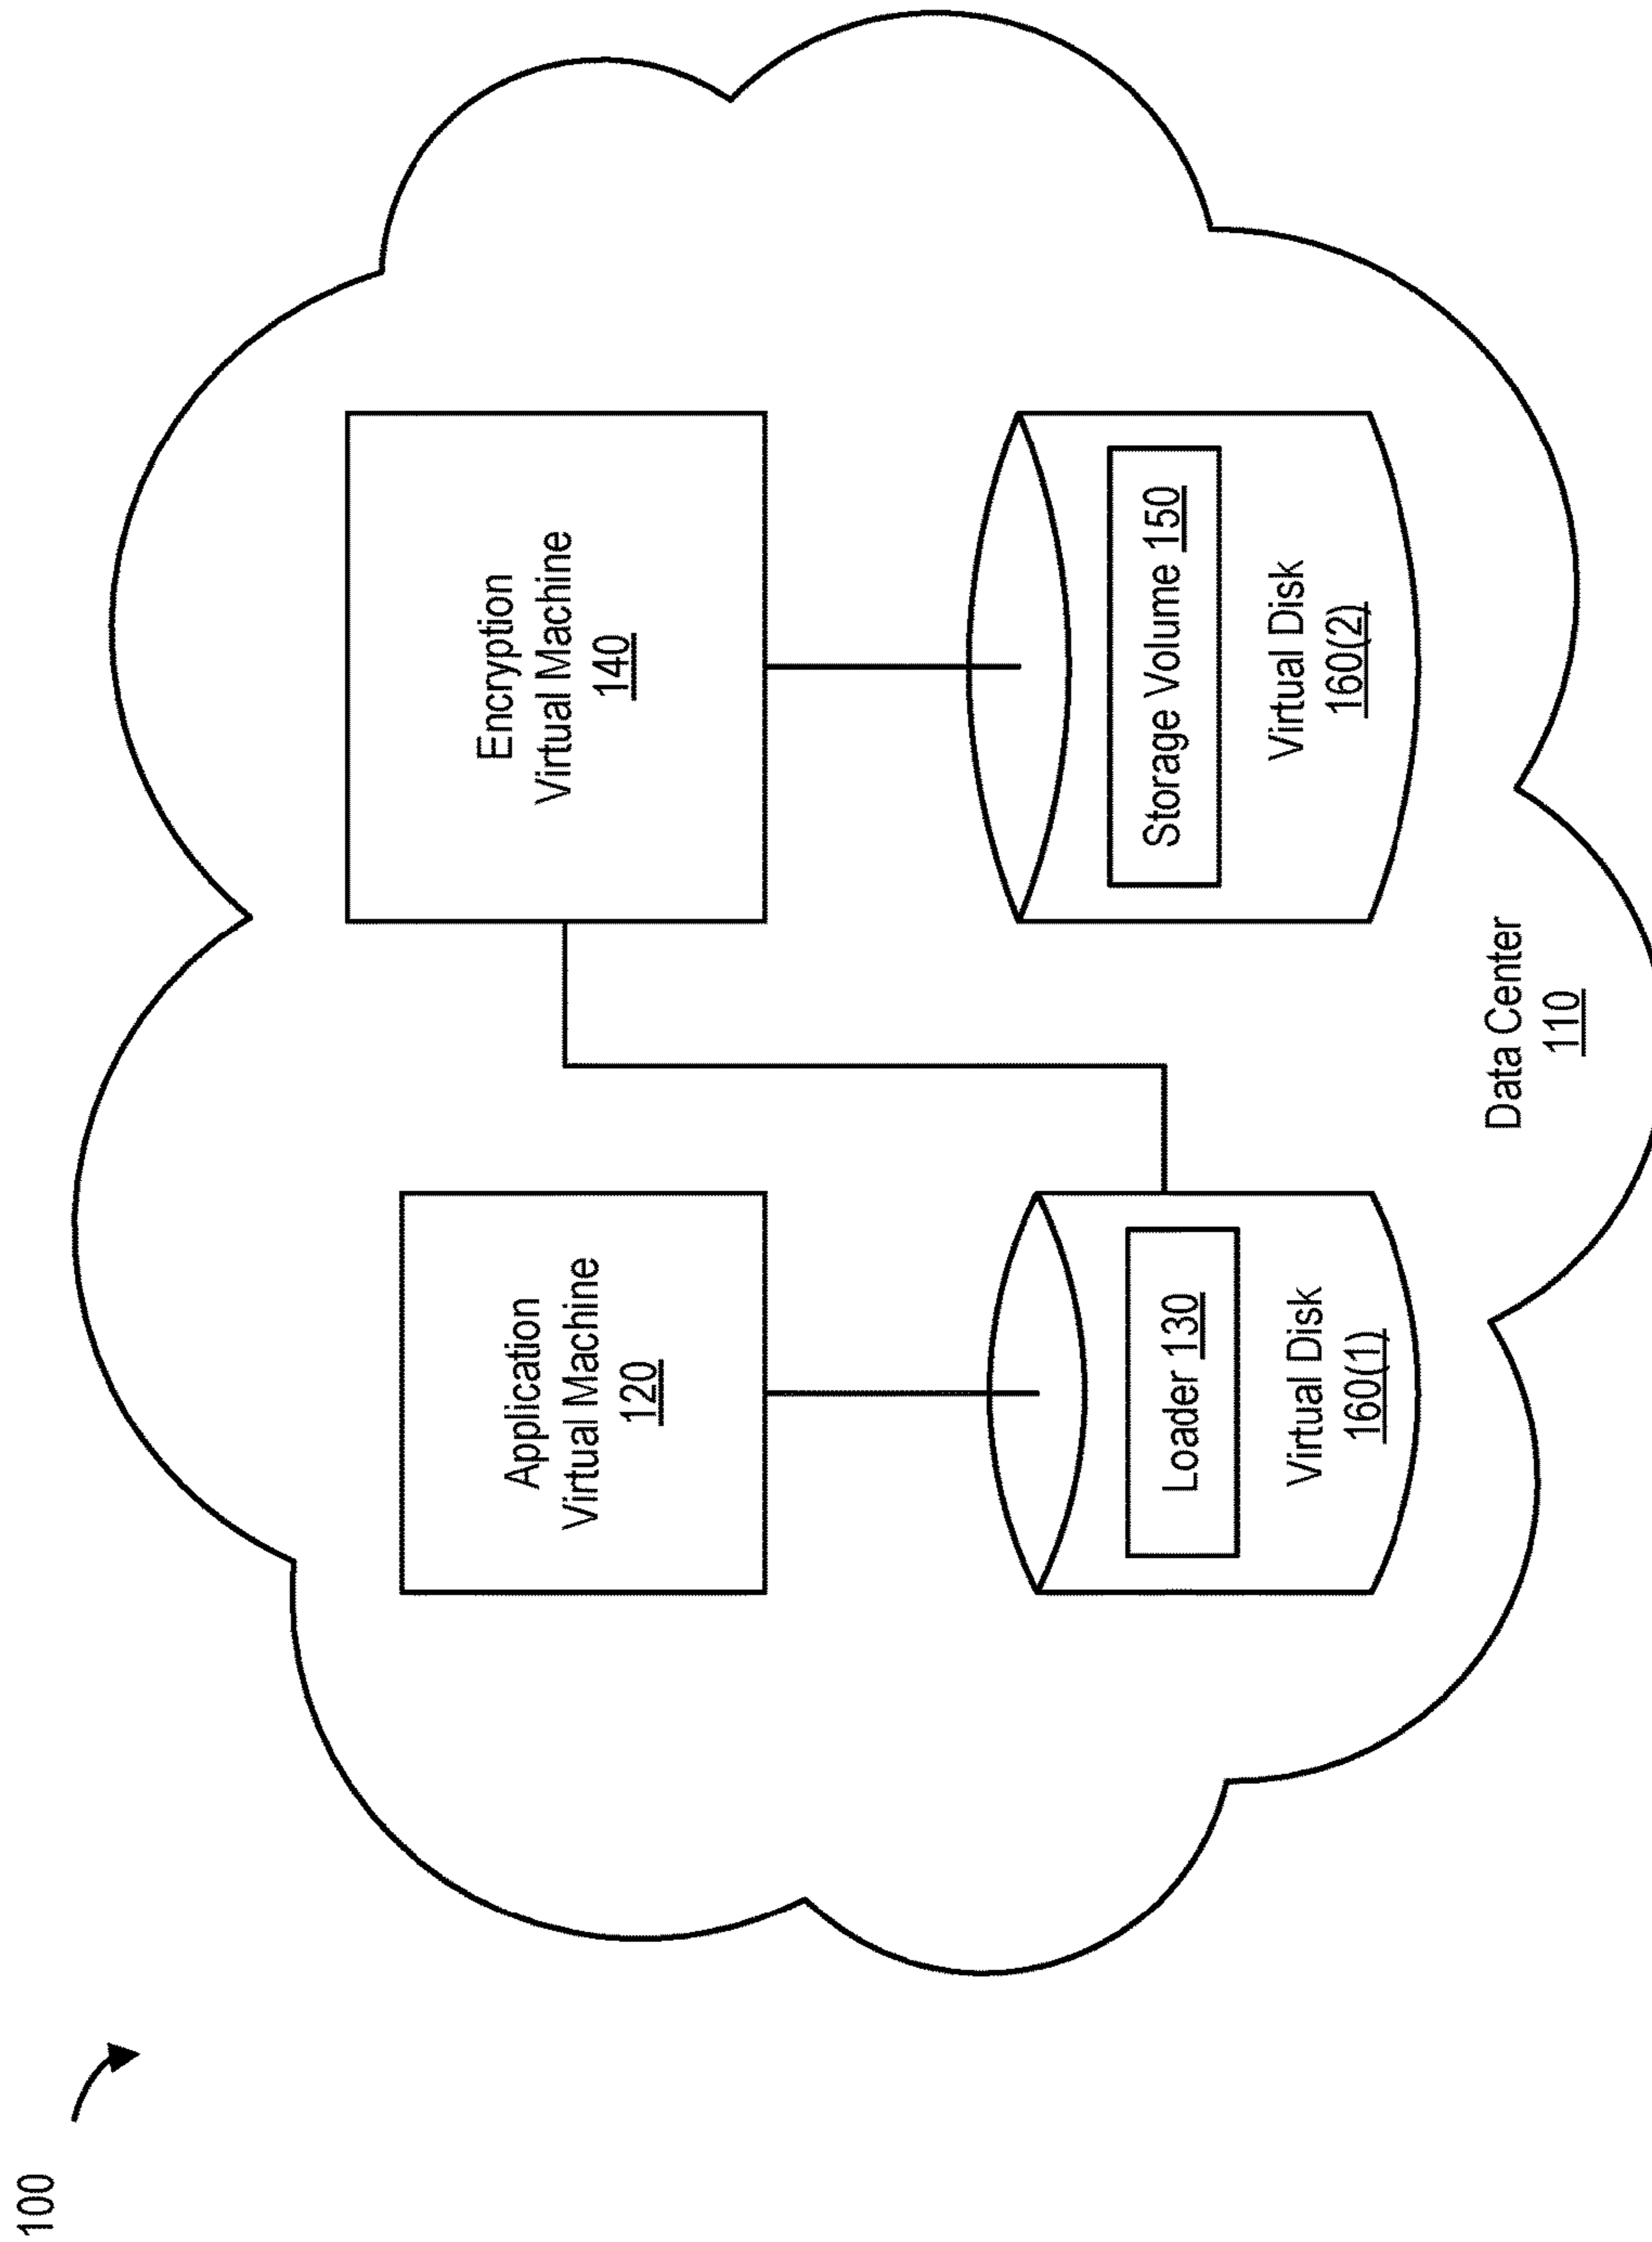 100
Application
Virtual Machine
120
Encryption
Virtual Machine
140
Loader 130
Virtual Disk
160(1)
Storage Volume 150
Virtual Disk
160(2)
Data Center
110